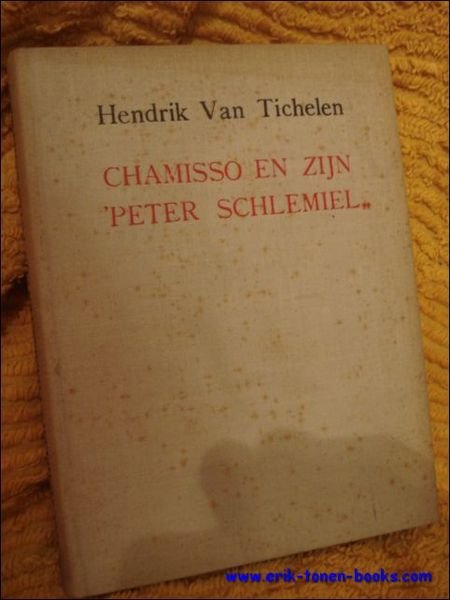 Hendrik Van Tichelen
CHAMISSO EN ZIJN
'PETER SCHLEMIEL„
www.erik-tonen-books.com